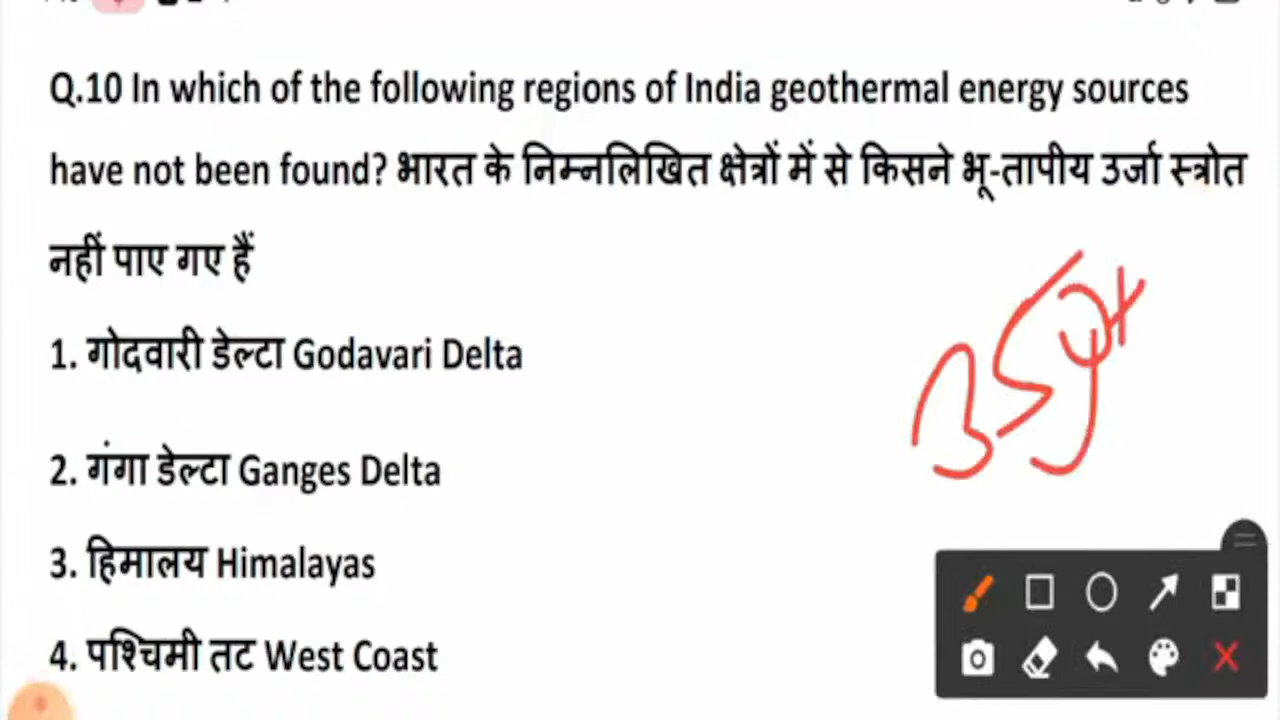 Q.10 In which of the following regions of India geothermal energy sources
have not been found? भारत के निम्नलिखित क्षेत्रों में से किसने भू-तापीय उर्जा स्त्रोत
नहीं पाए गए हैं
1. गोदवारी डेल्टा Godavari Delta
2. गंगा डेल्टा Ganges Delta
3. हिमालय Himalayas
4. पश्चिमी तट West Coast